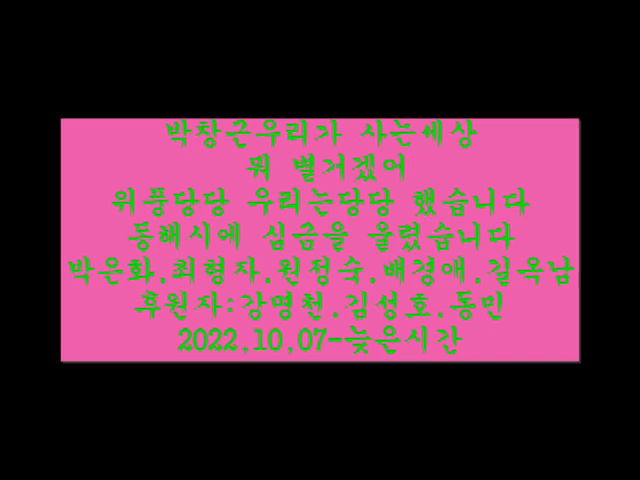 박창근우리가 사는세상
뭐 별거겠어
위풍당당 우리는당당 했습니다
동해시에 심금을 울렸습니다
박은화,최형자,원정숙,배경애,길옥남
후원자:강명천.김성호.동민
2022,10,07-늦은시간